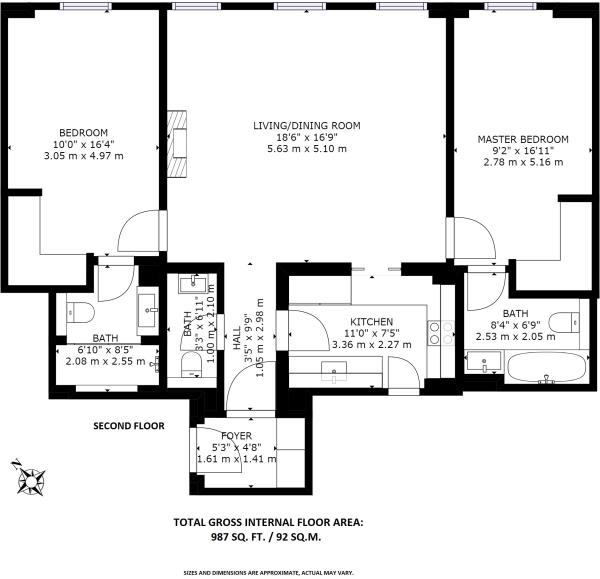 BEDROOM
10'0" x 16'4"
3.05 m x 4.97 m
LIVING/DINING ROOM
18'6" x 16'9"
5.63 m x 5.10 m
MASTER BEDROOM
9'2" x 16'11"
2.78 m x 5.16 m
BATH
6'10" x 8'5"
2.08 m x 2.55 m
BATH
3'3" x 6'11"
1.00 m x 2.10 m
HALL
3'5" x 9'9"
1.05 m x 2.98 m
KITCHEN
11'0" x 7'5"
3.36 m x 2.27 m
BATH
8'4" x 6'9"
2.53 m x 2.05 m
SECOND FLOOR
FOYER
5'3" x 4'8"
1.61 m x 1.41 m
N
TOTAL GROSS INTERNAL FLOOR AREA:
987 SQ. FT. / 92 SQ.M.
SIZES AND DIMENSIONS ARE APPROXIMATE, ACTUAL MAY VARY.